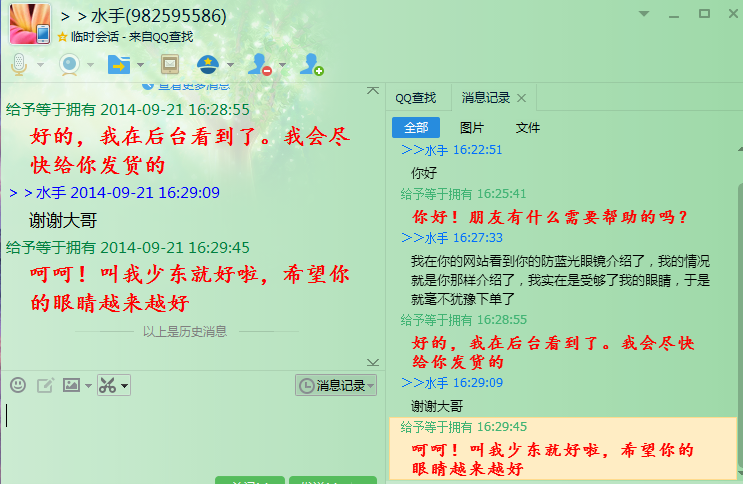 > >水手(982595586)
临时会话 - 来自QQ查找
查看更多消息
给予等于拥有 2014-09-21 16:28:55
好的，我在后台看到了。我会尽
快给你发货的
> >水手 2014-09-21 16:29:09
谢谢大哥
给予等于拥有 2014-09-21 16:29:45
呵呵！叫我少东就好啦，希望你
的眼睛越来越好
以上是历史消息
消息记录
QQ查找
消息记录
全部
图片
文件
>>水手 16:22:51
你好
给予等于拥有 16:25:41
你好！朋友有什么需要帮助的吗？
>>水手 16:27:33
我在你的网站看到你的防蓝光眼镜介绍了，我的情况
就是你那样介绍了，我实在是受够了我的眼睛，于是
就毫不犹豫下单了
给予等于拥有 16:28:55
好的，我在后台看到了。我会尽快
给你发货的
>>水手 16:29:09
谢谢大哥
给予等于拥有 16:29:45
呵呵！叫我少东就好啦，希望你的
眼睛越来越好